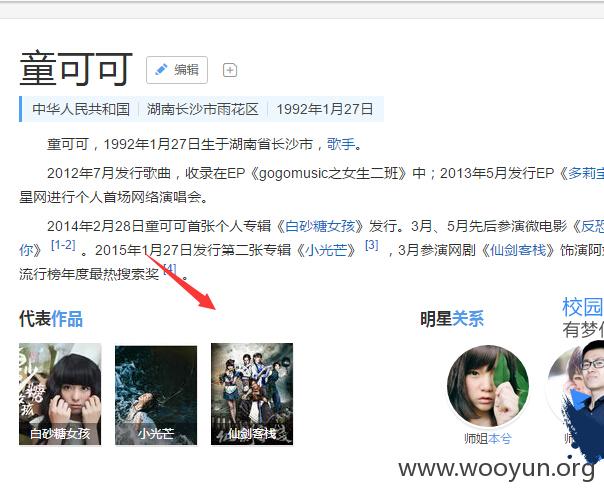 童可可 编辑
中华人民共和国 湖南长沙市雨花区 1992年1月27日
童可可，1992年1月27日生于湖南省长沙市，歌手。
2012年7月发行歌曲，收录在EP《gogomusic之女生二班》中；2013年5月发行EP《多莉宝
星网进行个人首场网络演唱会。
2014年2月28日童可可首张个人专辑《白砂糖女孩》发行。3月、5月先后参演微电影《反恐
你》 [1-2] 。2015年1月27日发行第二张专辑《小光芒》 [3] ，3月参演网剧《仙剑客栈》饰演阿
流行榜年度最热搜索奖 [4] 。
代表作品
明星关系
校园
有梦
白砂糖女孩
小光芒
仙剑客栈
师姐本兮
师
www.wooyun.org